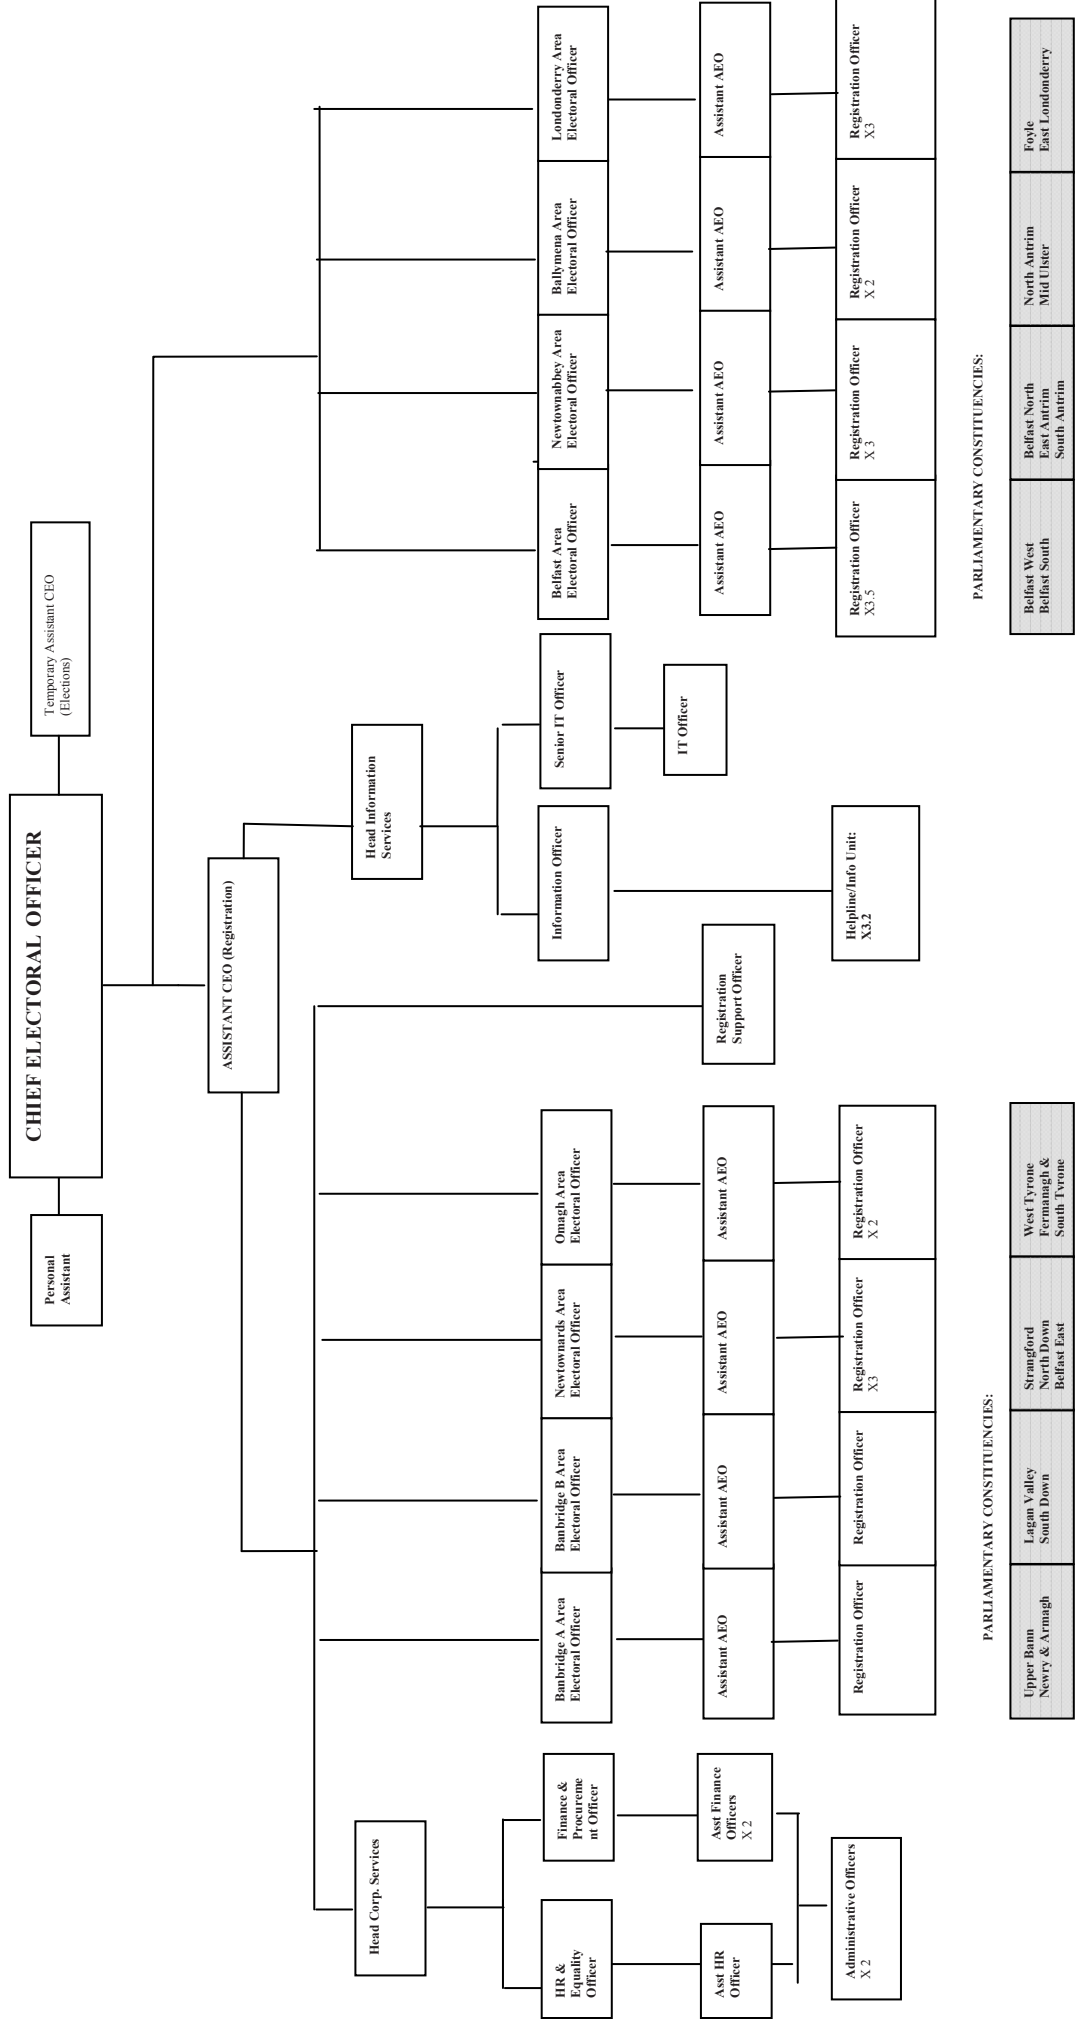 Personal
Assistant
CHIEF ELECTORAL OFFICER
Temporary Assistant CEO
(Elections)
ASSISTANT CEO (Registration)
Head Corp. Services
Head Information
Services
HR &
Equality
Officer
Finance &
Procureme
nt Officer
Banbridge A Area
Electoral Officer
Banbridge B Area
Electoral Officer
Newtownards Area
Electoral Officer
Omagh Area
Electoral Officer
Information Officer
Senior IT Officer
Belfast Area
Electoral Officer
Newtownabbey Area
Electoral Officer
Ballymena Area
Electoral Officer
Londonderry Area
Electoral Officer
Asst HR
Officer
Asst Finance
Officers
X 2
Assistant AEO
Assistant AEO
Assistant AEO
Assistant AEO
Registration
Support Officer
IT Officer
Assistant AEO
Assistant AEO
Assistant AEO
Assistant AEO
Administrative Officers
X 2
Registration Officer
Registration Officer
Registration Officer
X3
Registration Officer
X 2
Helpline/Info Unit:
X3.2
Registration Officer
X3.5
Registration Officer
X 3
Registration Officer
X 2
Registration Officer
X3
PARLIAMENTARY CONSTITUENCIES:
PARLIAMENTARY CONSTITUENCIES:
Upper Bann
Newry & Armagh
Lagan Valley
South Down
Strangford
North Down
Belfast East
West Tyrone
Fermanagh &
South Tyrone
Belfast West
Belfast South
Belfast North
East Antrim
South Antrim
North Antrim
Mid Ulster
Foyle
East Londonderry